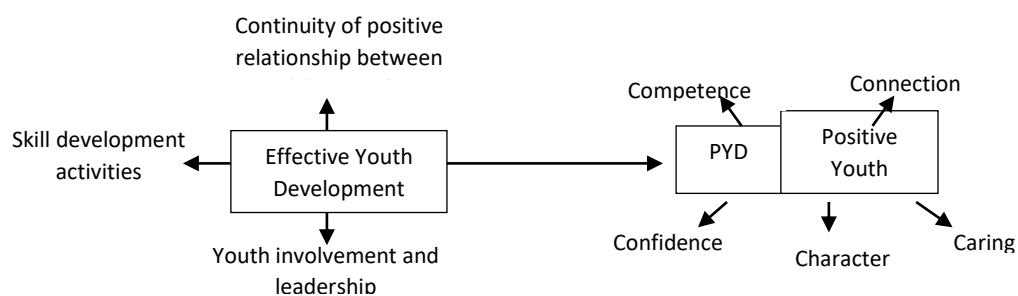 Continuity of positive
relationship between
Skill development
activities
Effective Youth
Development
Youth involvement and
leadership
Competence
Connection
PYD
Positive
Youth
Confidence
Character
Caring